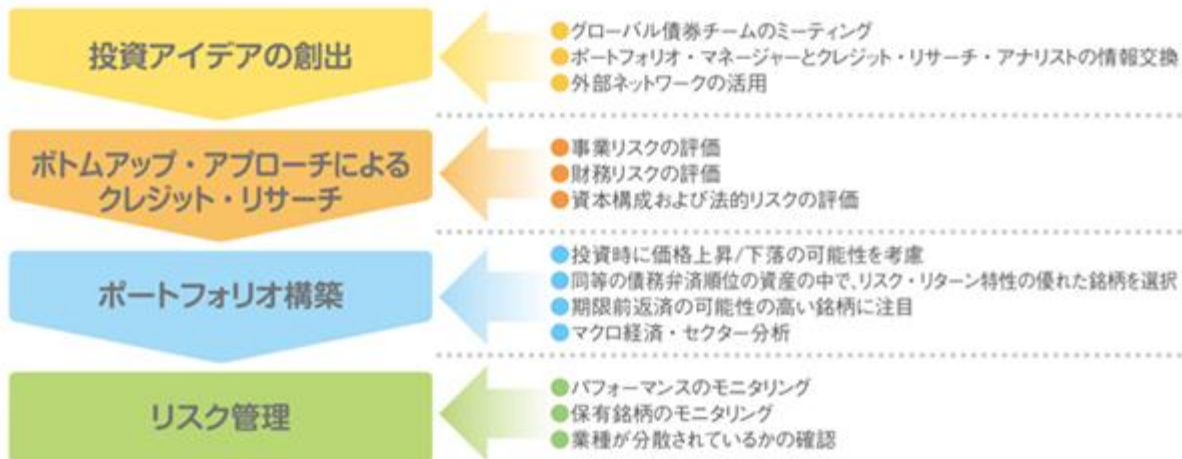 投資アイデアの創出
●グローバル債券チームのミーティング
●ポートフォリオ・マネージャーとクレジット・リサーチ・アナリストの情報交換
●外部ネットワークの活用
ボトムアップ・アプローチによる
クレジット・リサーチ
●事業リスクの評価
●財務リスクの評価
●資本構成および法的リスクの評価
ポートフォリオ構築
●投資時に価格上昇/下落の可能性を考慮
●同等の債務弁済順位の資産の中で、リスク・リターン特性の優れた銘柄を選択
●期限前返済の可能性の高い銘柄に注目
●マクロ経済・セクター分析
リスク管理
●パフォーマンスのモニタリング
●保有銘柄のモニタリング
●業種が分散されているかの確認